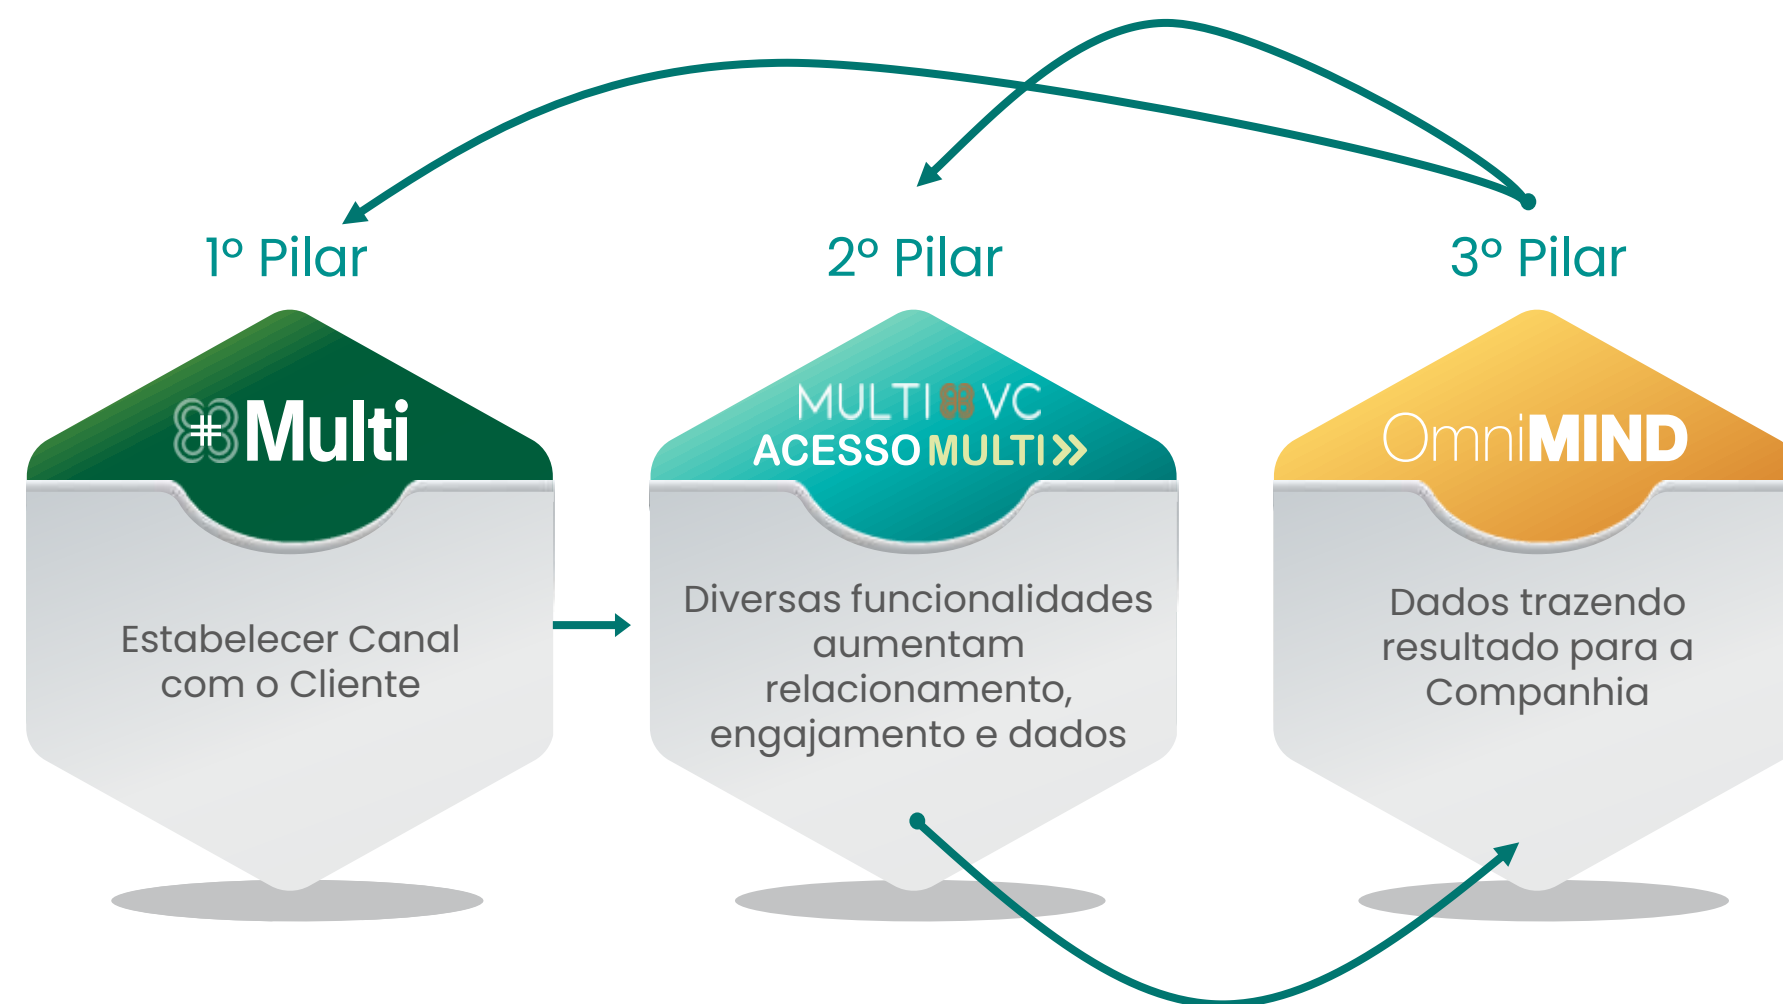 1º Pilar
Multi
Estabelecer Canal
com o Cliente
2º Pilar
MULTI VC
ACESSO MULTI
Diversas funcionalidades
aumentam
relacionamento,
engajamento e dados
3º Pilar
OmniMIND
Dados trazendo
resultado para a
Companhia